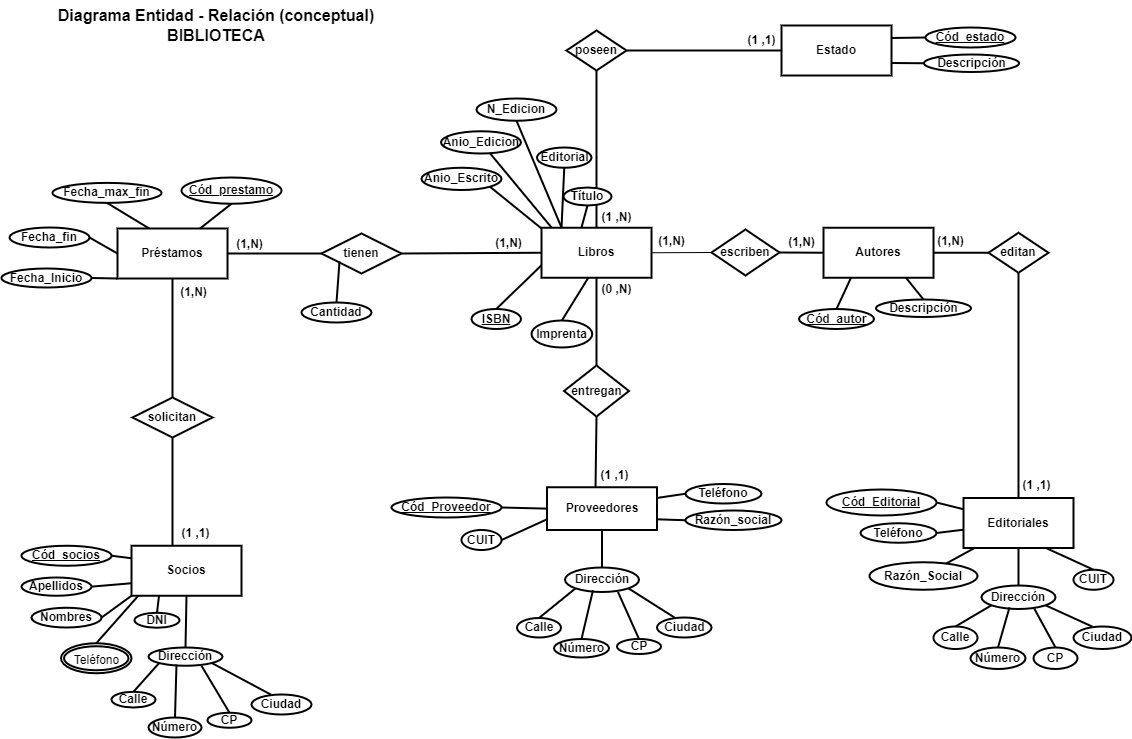 Diagrama Entidad - Relación (conceptual)
BIBLIOTECA
poseen
(1 ,1)
Estado
Cód_estado
Descripción
N_Edicion
Anio_Edicion
Editorial
Anio_Escrito
Título
Fecha_max_fin
Cód_prestamo
Fecha_fin
Fecha_Inicio
Préstamos
(1,N)
(1,N)
tienen
Cantidad
(1,N)
(1 ,N)
Libros
(1,N)
(0 ,N)
ISBN
Imprenta
escriben
(1,N)
Autores
(1,N)
Cód_autor
Descripción
editan
solicitan
entregan
(1 ,1)
Socios
Cód_socios
Apellidos
Nombres
DNI
Teléfono
Dirección
Calle
Número
CP
Ciudad
(1 ,1)
Proveedores
Cód_Proveedor
CUIT
Teléfono
Razón_social
Dirección
Calle
Número
CP
Ciudad
(1 ,1)
Editoriales
Cód_Editorial
Teléfono
Razón_Social
CUIT
Dirección
Calle
Número
CP
Ciudad